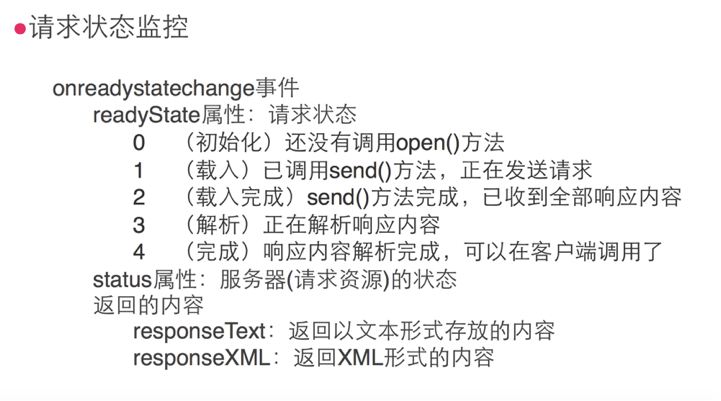 ●请求状态监控
onreadystatechange事件
readyState属性：请求状态
0 （初始化）还没有调用open()方法
1 （载入）已调用send()方法，正在发送请求
2 （载入完成）send()方法完成，已收到全部响应内容
3 （解析）正在解析响应内容
4 （完成）响应内容解析完成，可以在客户端调用了
status属性：服务器(请求资源)的状态
返回的内容
responseText：返回以文本形式存放的内容
responseXML：返回XML形式的内容